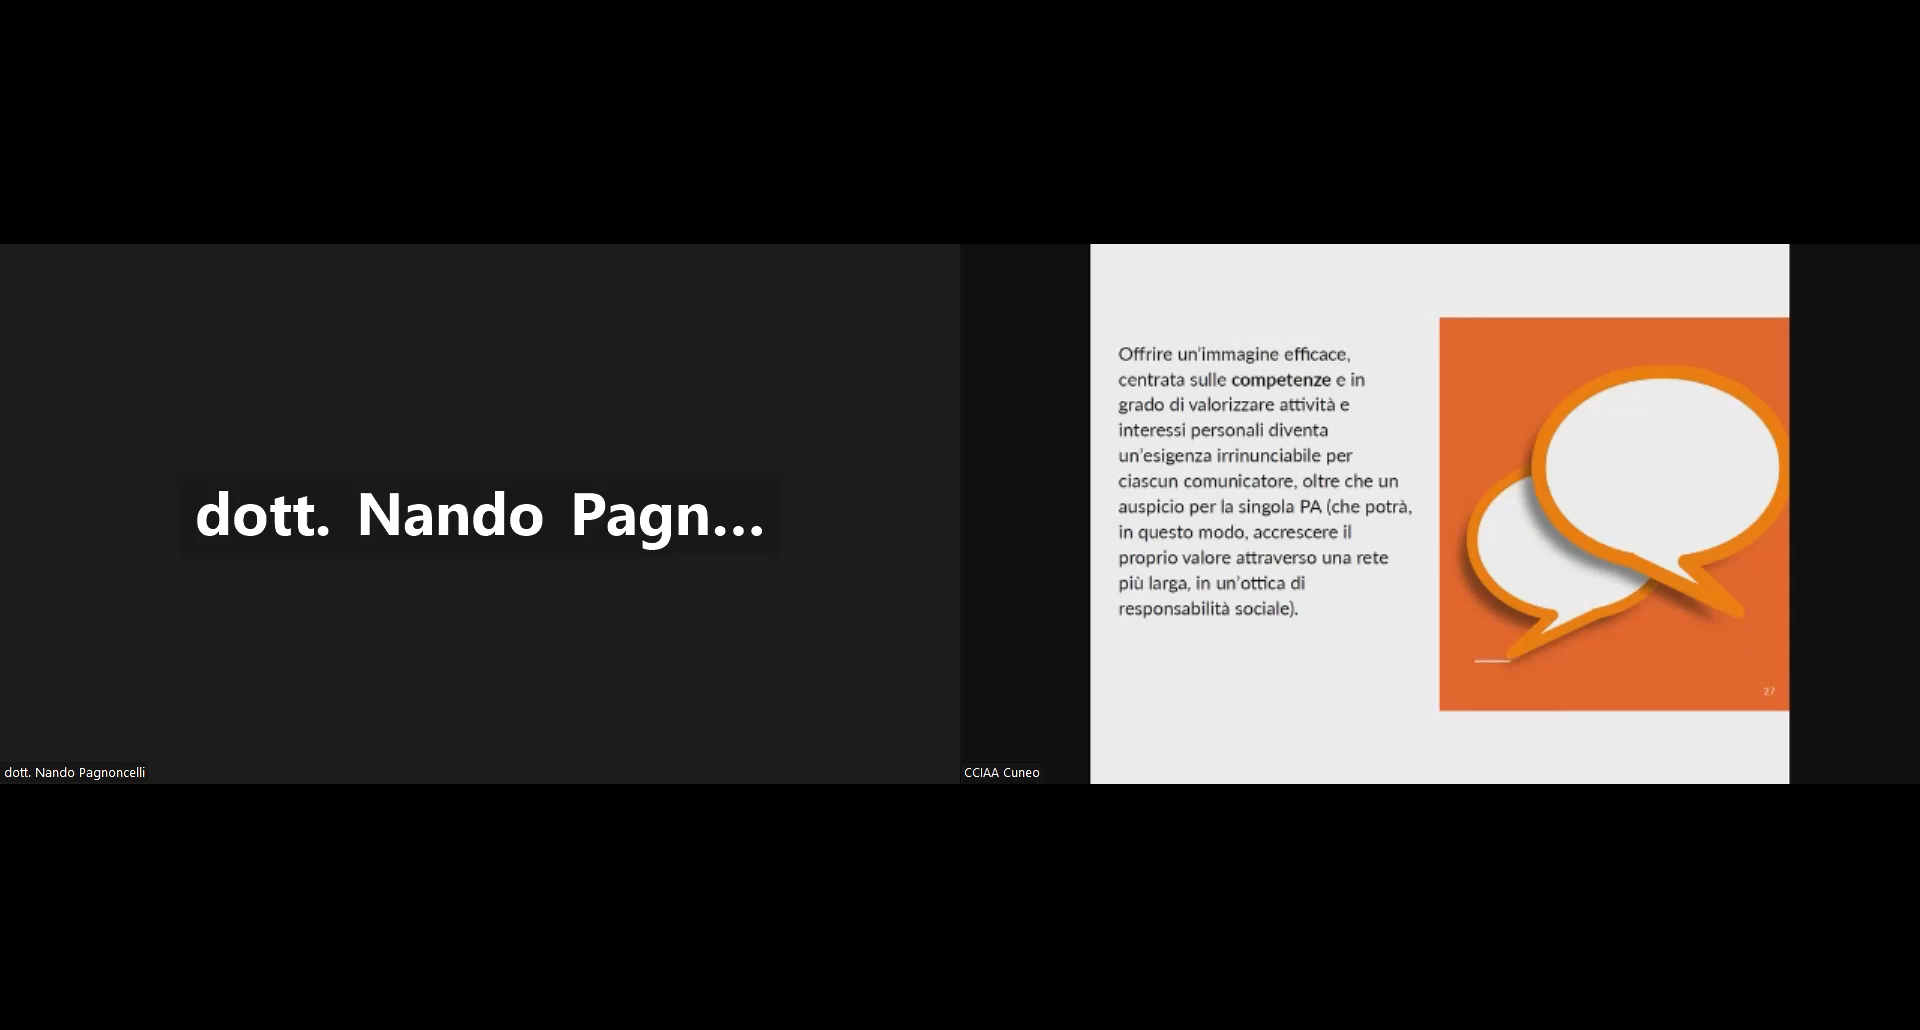 dott. Nando Pagn...
dott. Nando Pagnoncelli
Offrire un'immagine efficace,
centrata sulle competenze e in
grado di valorizzare attività e
interessi personali diventa
un'esigenza irrinunciabile per
ciascun comunicatore, oltre che un
auspicio per la singola PA (che potrà,
in questo modo, accrescere il
proprio valore attraverso una rete
più larga, in un'ottica di
responsabilità sociale).
27
CCIAA Cuneo